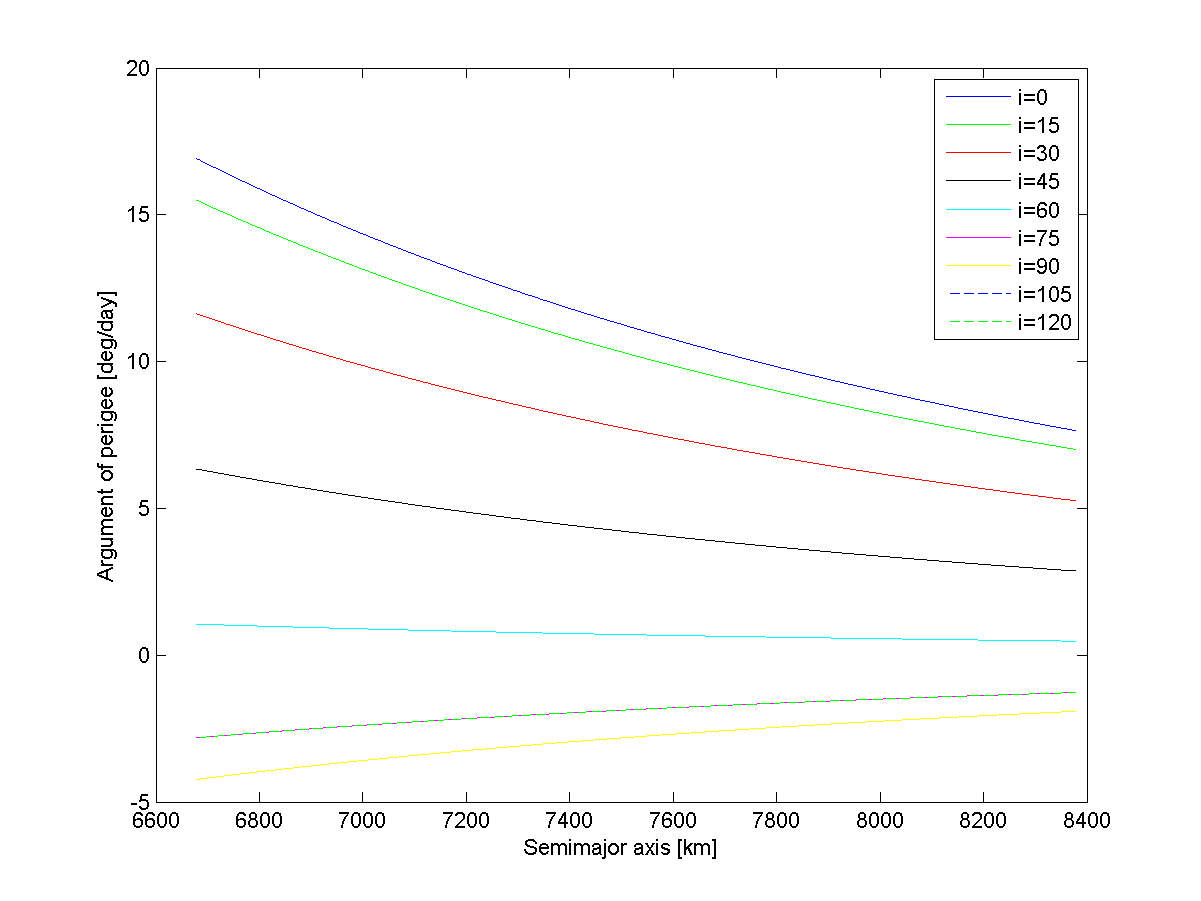 20
15
10
5
0
-5
6600 6800 7000 7200 7400 7600 7800 8000 8200 8400
Semimajor axis [km]
Argument of perigee [deg/day]
i=0
i=15
i=30
i=45
i=60
i=75
i=90
i=105
i=120